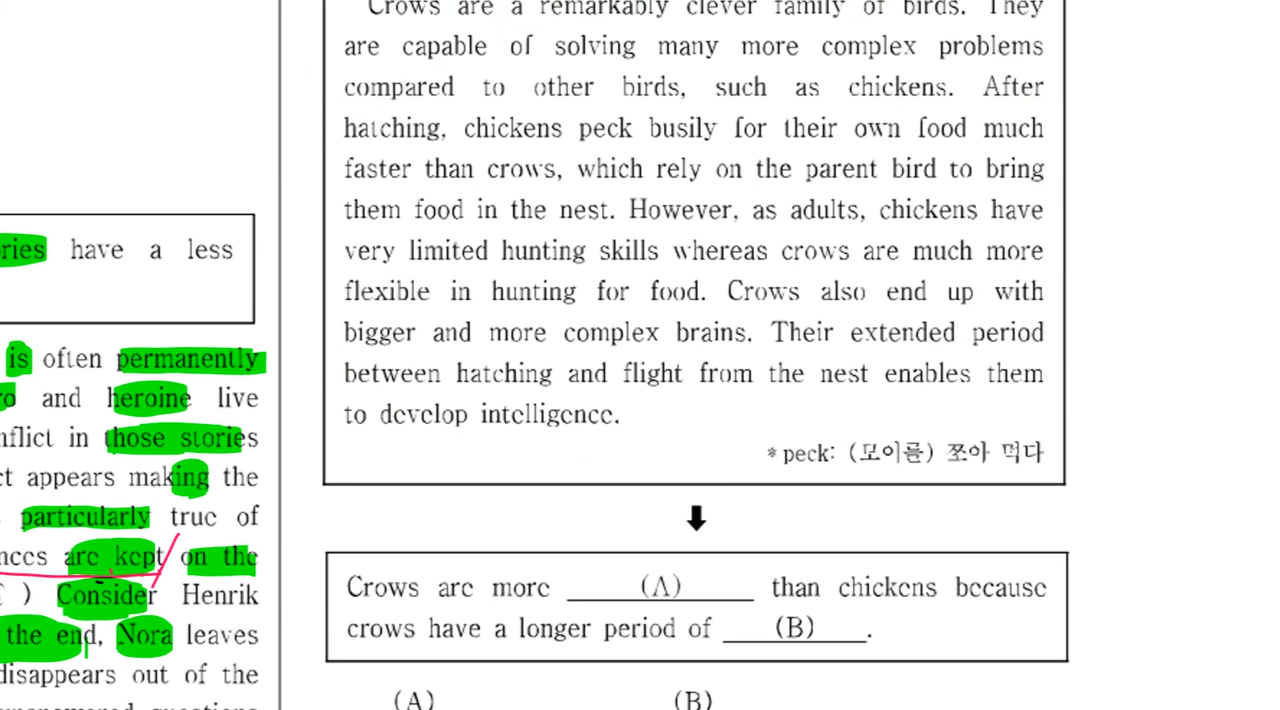 ries have a less
is often permanently
ro and heroine live
nflict in those stories
ct appears making the
particularly true of
nces are kept on the
) Consider Henrik
the end, Nora leaves
disappears out of the
unanswered questions
Crows are a remarkably clever family of birds. They
are capable of solving many more complex problems
compared to other birds, such as chickens. After
hatching, chickens peck busily for their own food much
faster than crows, which rely on the parent bird to bring
them food in the nest. However, as adults, chickens have
very limited hunting skills whereas crows are much more
flexible in hunting for food. Crows also end up with
bigger and more complex brains. Their extended period
between hatching and flight from the nest enables them
to develop intelligence.
* peck: (모이를) 쪼아 먹다
Crows are more (A) than chickens because
crows have a longer period of (B).
(A) (B)